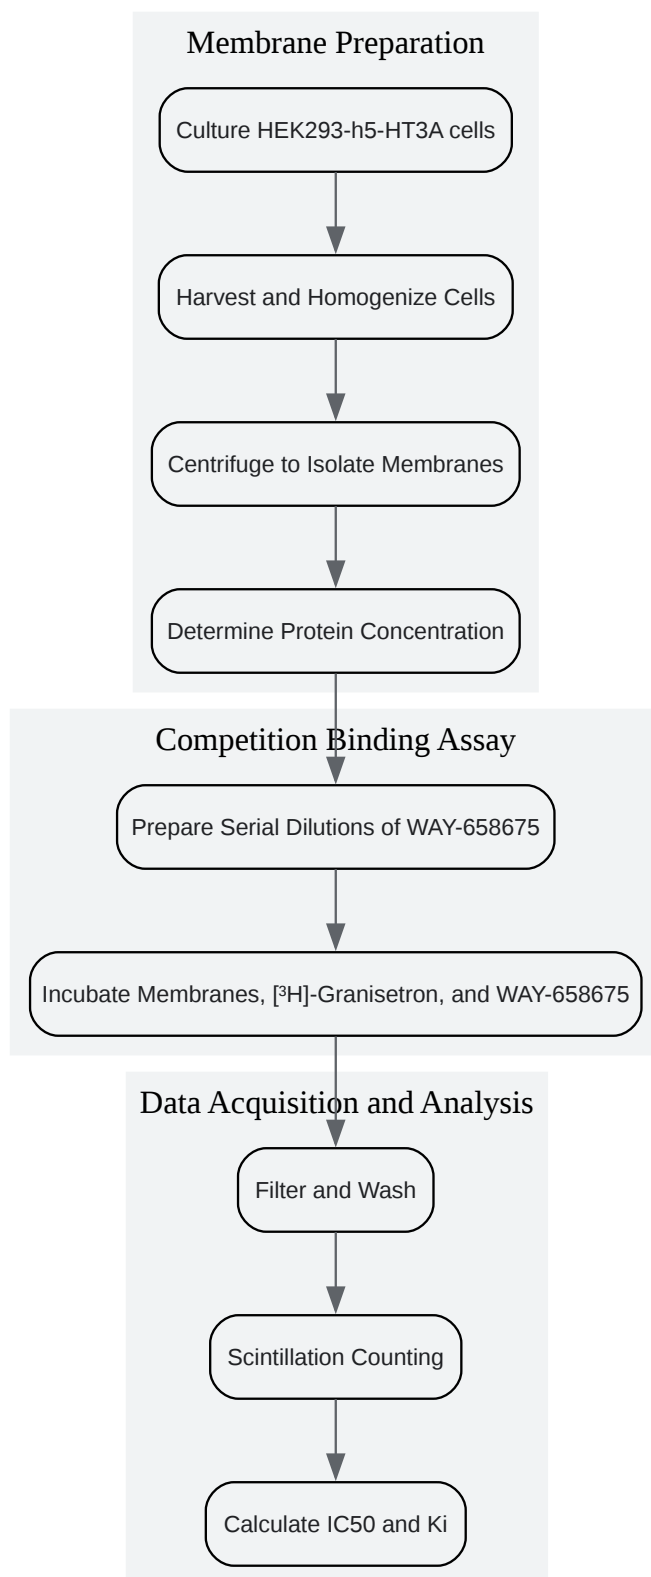 Membrane Preparation
Culture HEK293-h5-HT3A cells
Harvest and Homogenize Cells
Centrifuge to Isolate Membranes
Determine Protein Concentration
Competition Binding Assay
Prepare Serial Dilutions of WAY-658675
Incubate Membranes, [³H]-Granisetron, and WAY-658675
Data Acquisition and Analysis
Filter and Wash
Scintillation Counting
Calculate IC50 and Ki